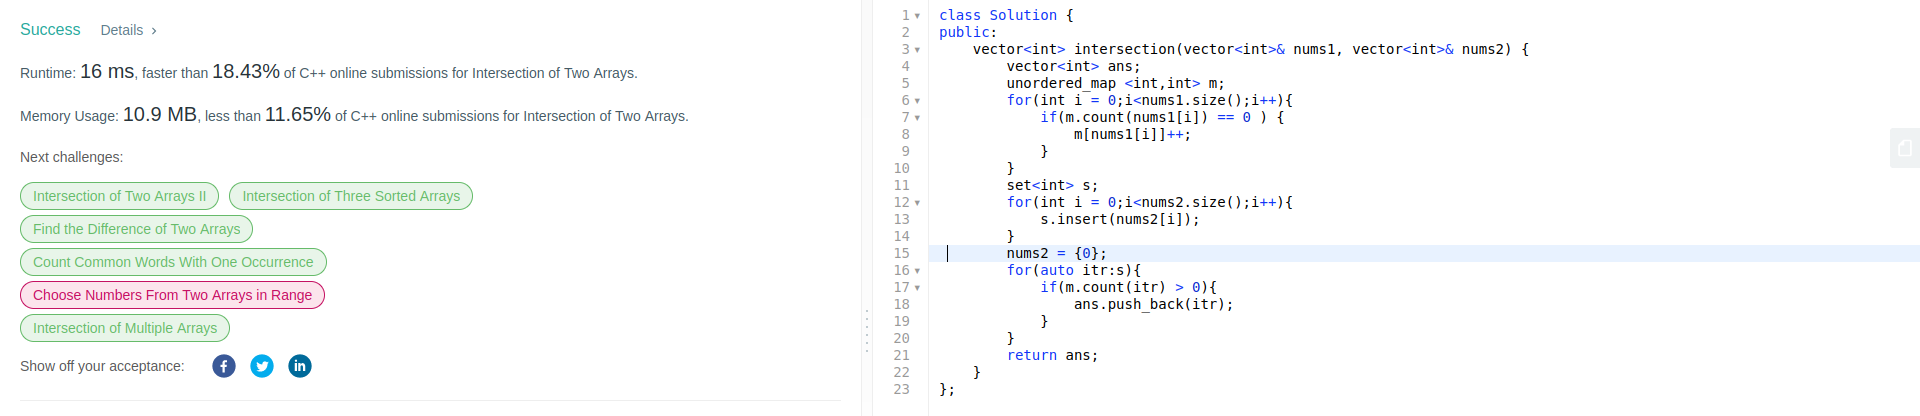 Success Details ›
Runtime: 16 ms, faster than 18.43% of C++ online submissions for Intersection of Two Arrays.
Memory Usage: 10.9 MB, less than 11.65% of C++ online submissions for Intersection of Two Arrays.
Next challenges:
Intersection of Two Arrays II Intersection of Three Sorted Arrays
Find the Difference of Two Arrays
Count Common Words With One Occurrence
Choose Numbers From Two Arrays in Range
Intersection of Multiple Arrays
Show off your acceptance: f in
1 class Solution {
2 public:
3     vector<int> intersection(vector<int>& nums1, vector<int>& nums2) {
4         vector<int> ans;
5         unordered_map <int,int> m;
6         for(int i = 0;i<nums1.size();i++){
7             if(m.count(nums1[i]) == 0 ) {
8                 m[nums1[i]]++;
9             }
10         }
11         set<int> s;
12         for(int i = 0;i<nums2.size();i++){
13             s.insert(nums2[i]);
14         }
15         nums2 = {0};
16         for(auto itr:s){
17             if(m.count(itr) > 0){
18                 ans.push_back(itr);
19             }
20         }
21         return ans;
22     }
23 };